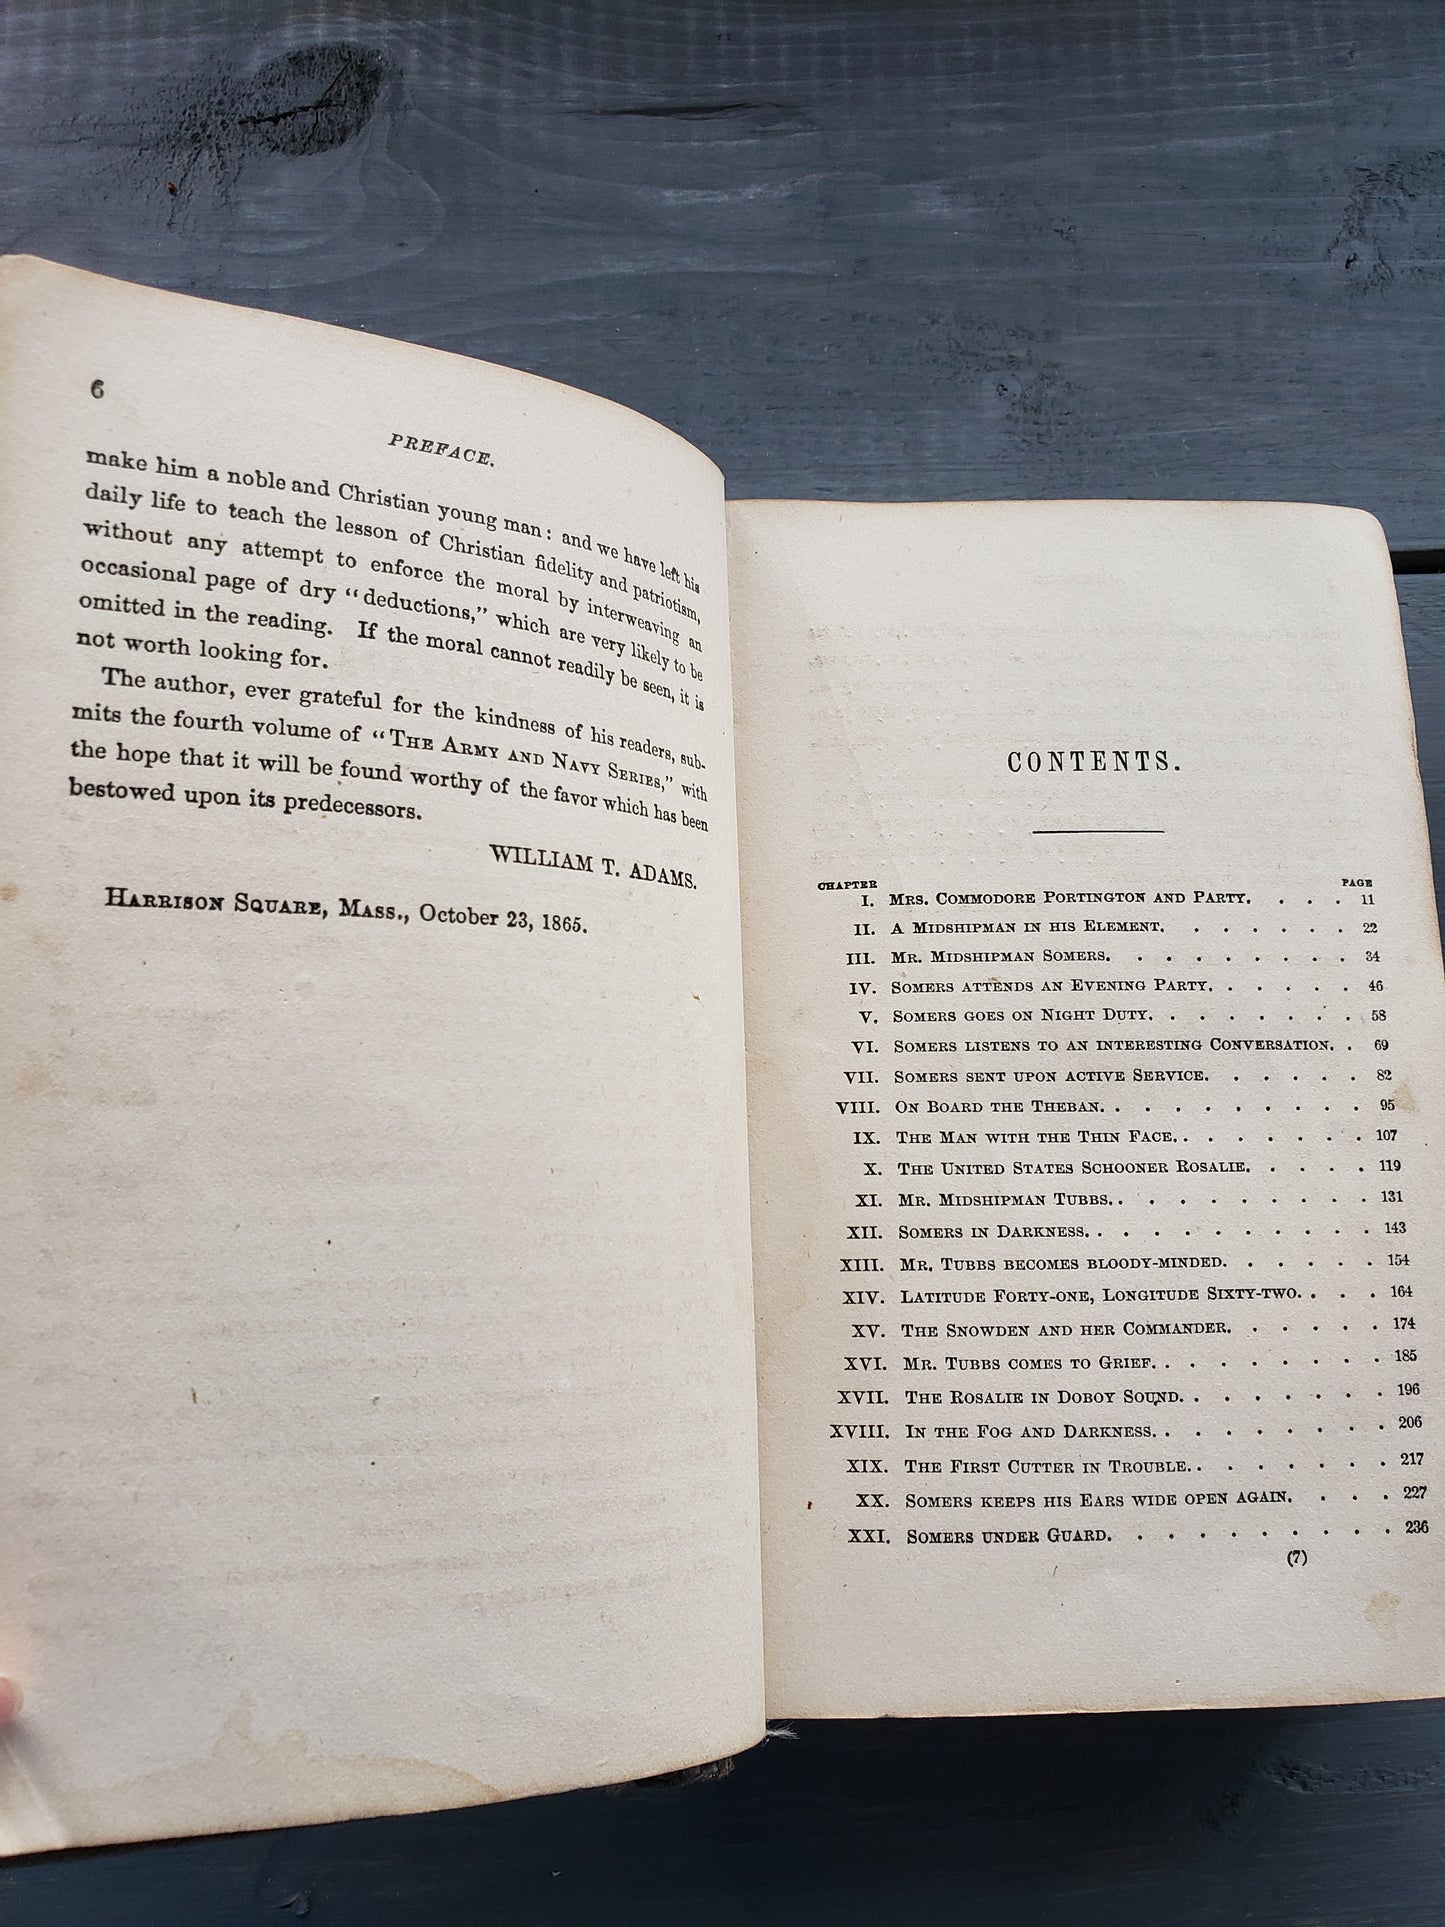 6
PREFACE.
make him a noble and Christian young man: and we have left his
daily life to teach the lesson of Christian fidelity and patriotism,
without any attempt to enforce the moral by interweaving an
occasional page of dry “deductions,” which are very likely to be
omitted in the reading. If the moral cannot readily be seen, it is
not worth looking for.
The author, ever grateful for the kindness of his readers, sub-
mits the fourth volume of “THE ARMY AND NAVY SERIES,” with
the hope that it will be found worthy of the favor which has been
bestowed upon its predecessors.
WILLIAM T. ADAMS.
HARRISON SQUARE, MASS., October 23, 1865.
CONTENTS.
CHAPTER PAGE
I. MRS. COMMODORE PORTINGTON AND PARTY. . . . 11
II. A MIDSHIPMAN IN HIS ELEMENT. . . . . . . 22
III. MR. MIDSHIPMAN SOMERS. . . . . . . . . 34
IV. SOMERS ATTENDS AN EVENING PARTY. . . . . . 46
V. SOMERS GOES ON NIGHT DUTY. . . . . . . . 58
VI. SOMERS LISTENS TO AN INTERESTING CONVERSATION. . 69
VII. SOMERS SENT UPON ACTIVE SERVICE. . . . . . 82
VIII. ON BOARD THE THEBAN. . . . . . . . . . 95
IX. THE MAN WITH THE THIN FACE. . . . . . . . 107
X. THE UNITED STATES SCHOONER ROSALIE. . . . . 119
XI. MR. MIDSHIPMAN TUBBS. . . . . . . . . . 131
XII. SOMERS IN DARKNESS. . . . . . . . . . . 143
XIII. MR. TUBBS BECOMES BLOODY-MINDED. . . . . . 154
XIV. LATITUDE FORTY-ONE, LONGITUDE SIXTY-TWO. . . . 164
XV. THE SNOWDEN AND HER COMMANDER. . . . . . 174
XVI. MR. TUBBS COMES TO GRIEF. . . . . . . . . 185
XVII. THE ROSALIE IN DOBOY SOUND. . . . . . . . 196
XVIII. IN THE FOG AND DARKNESS. . . . . . . . . 206
XIX. THE FIRST CUTTER IN TROUBLE. . . . . . . . 217
XX. SOMERS KEEPS HIS EARS WIDE OPEN AGAIN. . . . 227
XXI. SOMERS UNDER GUARD. . . . . . . . . . 236
(7)